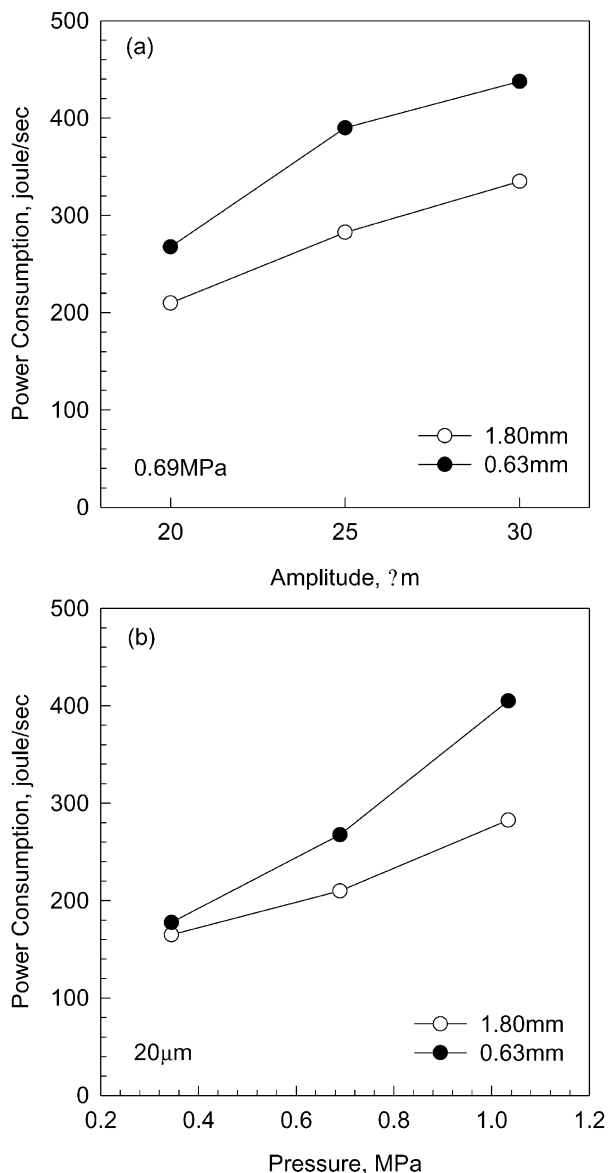 500
(a)
400
300
200
100
0
Power Consumption, joule/sec
1.80mm
0.63mm
0.69MPa
20 25 30
Amplitude, ?m
500
(b)
400
300
200
100
0
Power Consumption, joule/sec
1.80mm
0.63mm
20μm
0.2 0.4 0.6 0.8 1.0 1.2
Pressure, MPa